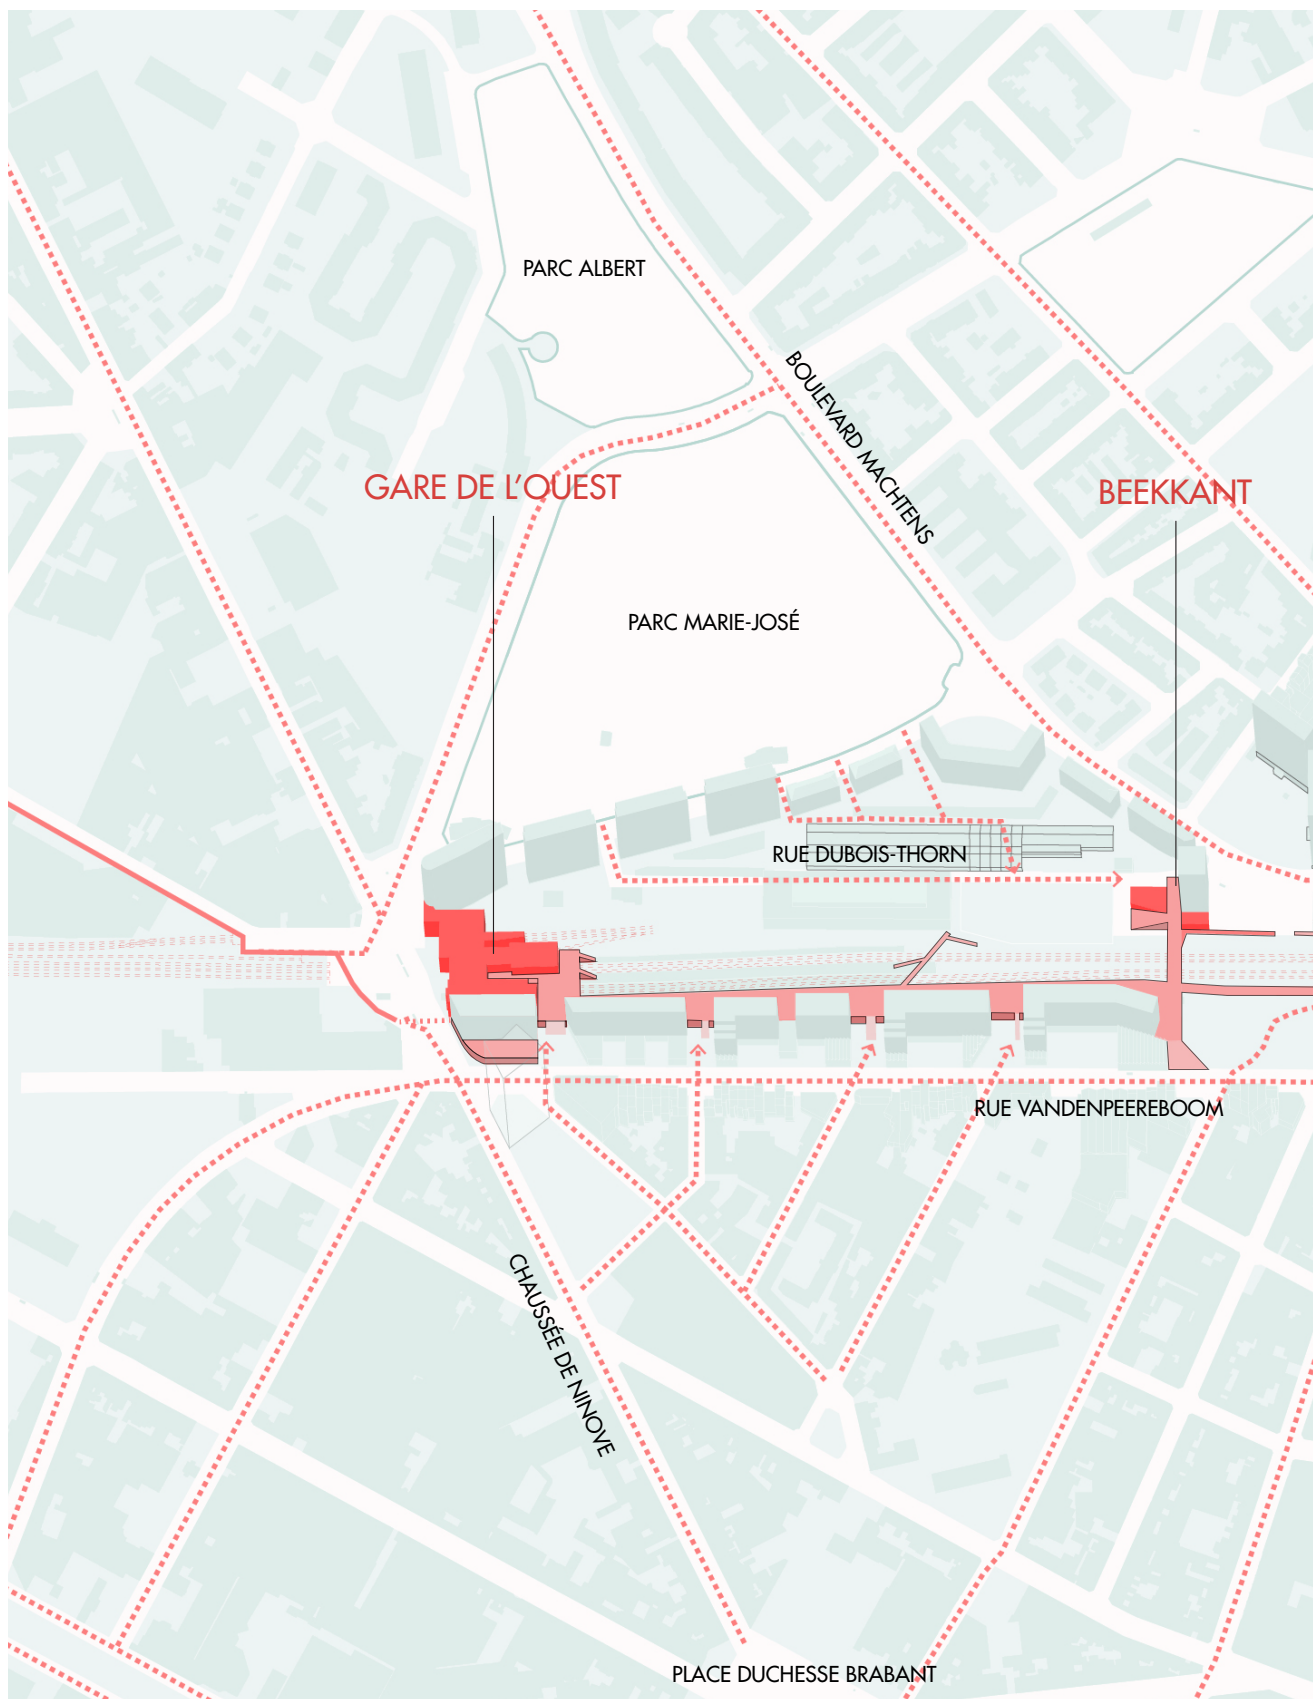 PARC ALBERT
BOULEVARD MACHTENS
GARE DE L'OUEST
BEEKKANT
PARC MARIE-JOSÉ
RUE DUBOIS-THORN
RUE VANDENPEEREBOOM
CHAUSSÉE DE NINOVE
PLACE DUCHESSE BRABANT